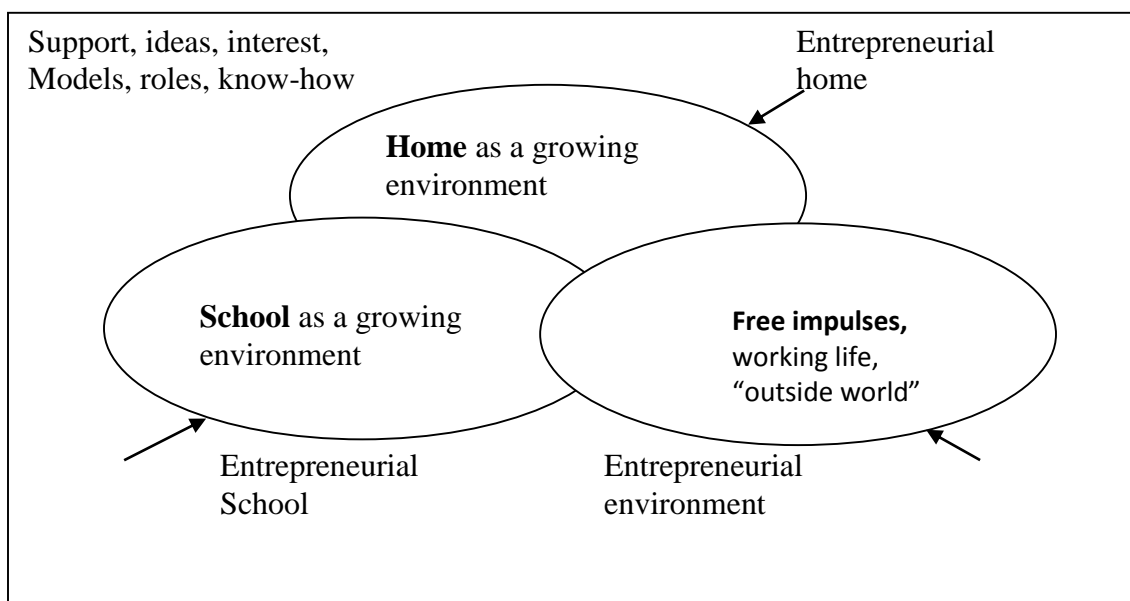 Support, ideas, interest,
Models, roles, know-how
Entrepreneurial
home
Home as a growing
environment
School as a growing
environment
Free impulses,
working life,
“outside world”
Entrepreneurial
School
Entrepreneurial
environment